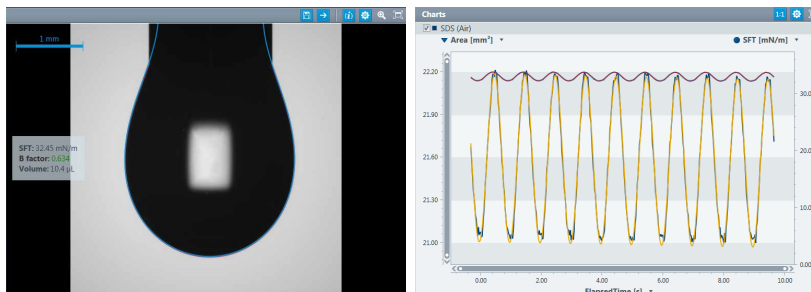 1 mm
SFT: 32.45 mN/m
B factor: 0.634
Volume: 10.4 µL
Charts
1:1
SDS (Air)
Area [mm²]
SFT [mN/m]
22.20
21.90
21.60
21.30
21.00
30.0
20.0
10.0
0.00
0.00
2.00
4.00
6.00
8.00
10.00
ElapsedTime [s]